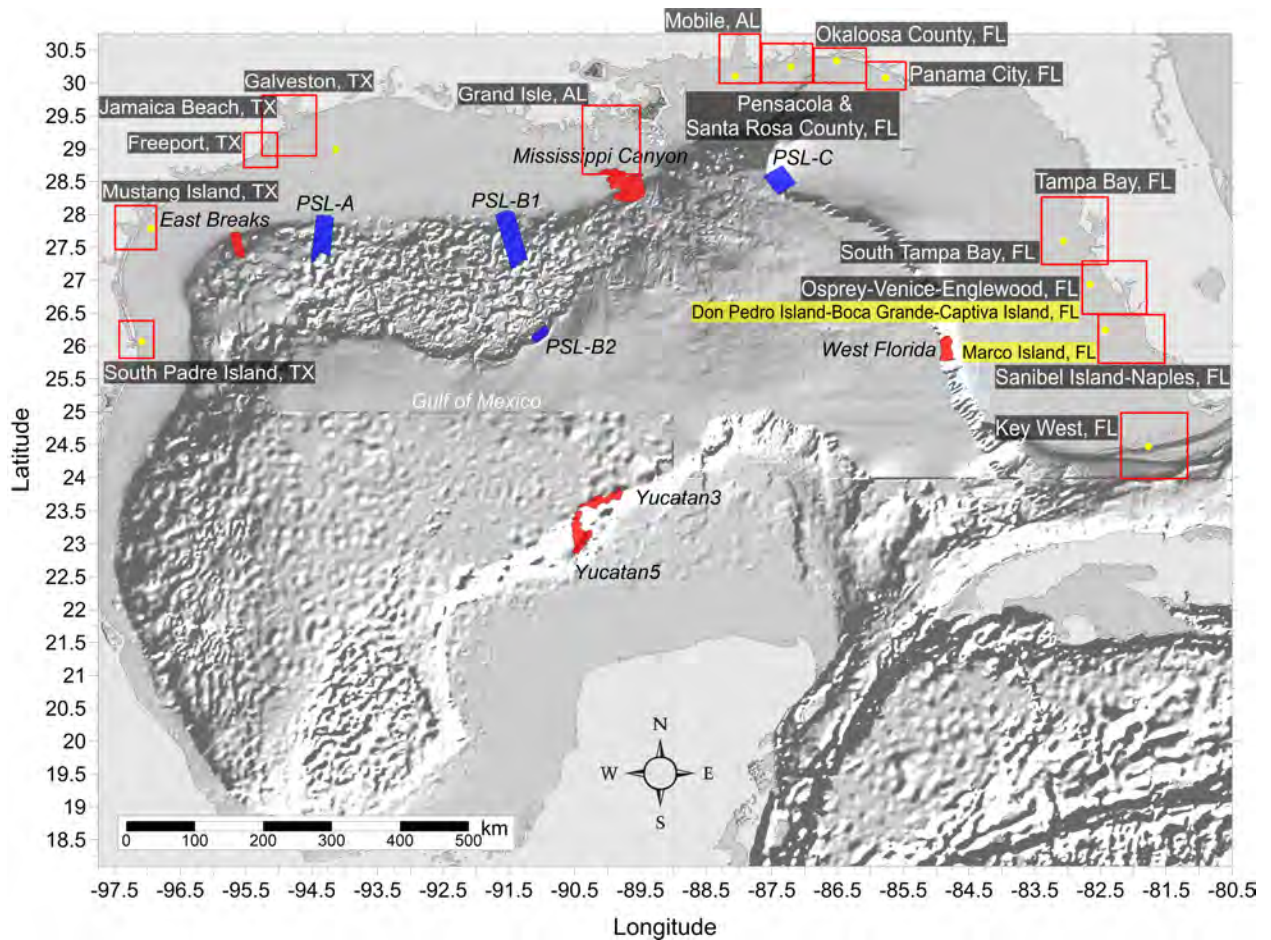 Mobile, AL
Okaloosa County, FL
Panama City, FL
Galveston, TX
Jamaica Beach, TX
Freeport, TX
Grand Isle, AL
Pensacola &
Santa Rosa County, FL
Mississippi Canyon
PSL-C
Mustang Island, TX
East Breaks
PSL-A
PSL-B1
Tampa Bay, FL
South Tampa Bay, FL
Osprey-Venice-Englewood, FL
Don Pedro Island-Boca Grande-Captiva Island, FL
PSL-B2
West Florida
Marco Island, FL
South Padre Island, TX
Sanibel Island-Naples, FL
Gulf of Mexico
Key West, FL
Yucatan3
Yucatan5
N
W
E
S
km
0 100 200 300 400 500
Latitude
30.5
30
29.5
29
28.5
28
27.5
27
26.5
26
25.5
25
24.5
24
23.5
23
22.5
22
21.5
21
20.5
20
19.5
19
18.5
-97.5 -96.5 -95.5 -94.5 -93.5 -92.5 -91.5 -90.5 -89.5 -88.5 -87.5 -86.5 -85.5 -84.5 -83.5 -82.5 -81.5 -80.5
Longitude